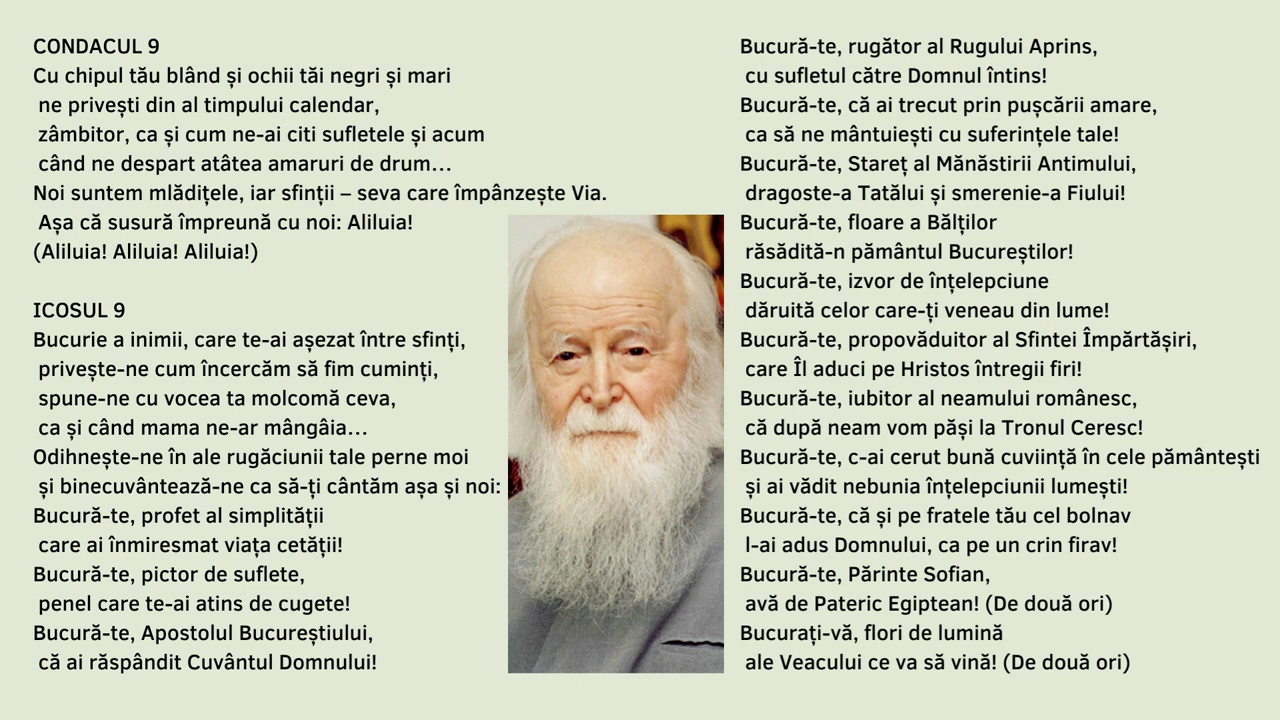 CONDACUL 9
Cu chipul tău blând și ochii tăi negri și mari
ne privești din al timpului calendar,
zâmbitor, ca și cum ne-ai citi sufletele și acum
când ne despart atâtea amaruri de drum...
Noi suntem mlădițele, iar sfinții – seva care împânzește Via.
Așa că susură împreună cu noi: Aliluia!
(Aliluia! Aliluia! Aliluia!)
ICOSUL 9
Bucurie a inimii, care te-ai așezat între sfinți,
privește-ne cum încercăm să fim cuminți,
spune-ne cu vocea ta molcomă ceva,
ca și când mama ne-ar mângâia...
Odihnește-ne în ale rugăciunii tale perne moi
și binecuvântează-ne ca să-ți cântăm așa și noi:
Bucură-te, profet al simplității
care ai înmiresmat viața cetății!
Bucură-te, pictor de suflete,
penel care te-ai atins de cugete!
Bucură-te, Apostolul Bucureștiului,
că ai răspândit Cuvântul Domnului!
Bucură-te, rugător al Rugului Aprins,
cu sufletul către Domnul întins!
Bucură-te, că ai trecut prin pușcării amare,
ca să ne mântuiești cu suferințele tale!
Bucură-te, Stareț al Mănăstirii Antimului,
dragoste-a Tatălui și smerenie-a Fiului!
Bucură-te, floare a Bălților
răsădită-n pământul Bucureștilor!
Bucură-te, izvor de înțelepciune
dăruită celor care-ți veneau din lume!
Bucură-te, propovăduitor al Sfintei Împărtășiri,
care Îl aduci pe Hristos întregii firi!
Bucură-te, iubitor al neamului românesc,
că după neam vom păși la Tronul Ceresc!
Bucură-te, c-ai cerut bună cuviință în cele pământești
și ai vădit nebunia înțelepciunii lumești!
Bucură-te, că și pe fratele tău cel bolnav
l-ai adus Domnului, ca pe un crin firav!
Bucură-te, Părinte Sofian,
avă de Pateric Egiptean! (De două ori)
Bucurați-vă, flori de lumină
ale Veacului ce va să vină! (De două ori)